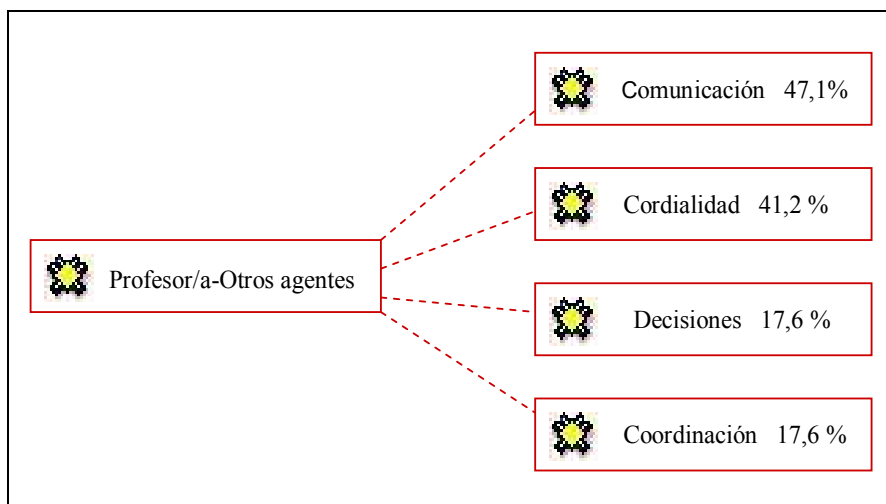 Comunicación 47,1%
Cordialidad 41,2 %
Profesor/a-Otros agentes
Decisiones 17,6 %
Coordinación 17,6 %